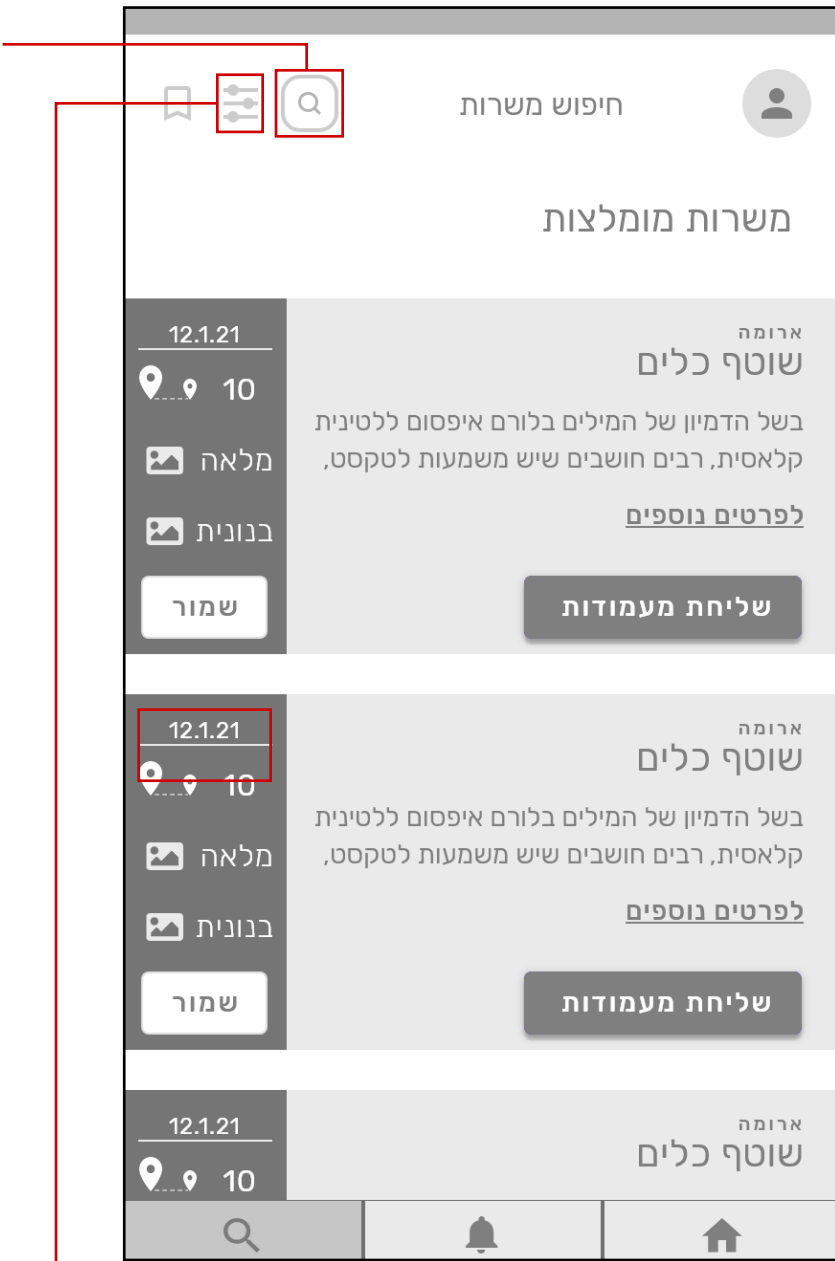 חיפוש משרות
משרות מומלצות
ארומה
שוטף כלים
בשל הדמיון של המילים בלורם איפסום ללטינית
קלאסית, רבים חושבים שיש משמעות לטקסט,
לפרטים נוספים
שליחת מעמודות
12.1.21
10
מלאה
בנונית
שמור
ארומה
שוטף כלים
בשל הדמיון של המילים בלורם איפסום ללטינית
קלאסית, רבים חושבים שיש משמעות לטקסט,
לפרטים נוספים
שליחת מעמודות
12.1.21
10
מלאה
בנונית
שמור
ארומה
שוטף כלים
12.1.21
10